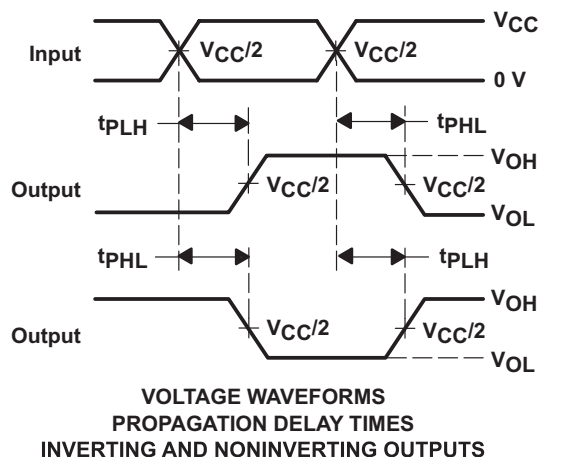 VCC
Input VCC/2 VCC/2
0 V
tPLH tPHL
VOH
Output VCC/2 VCC/2
VOL
tPHL tPLH
VOH
Output VCC/2 VCC/2
VOL
VOLTAGE WAVEFORMS
PROPAGATION DELAY TIMES
INVERTING AND NONINVERTING OUTPUTS